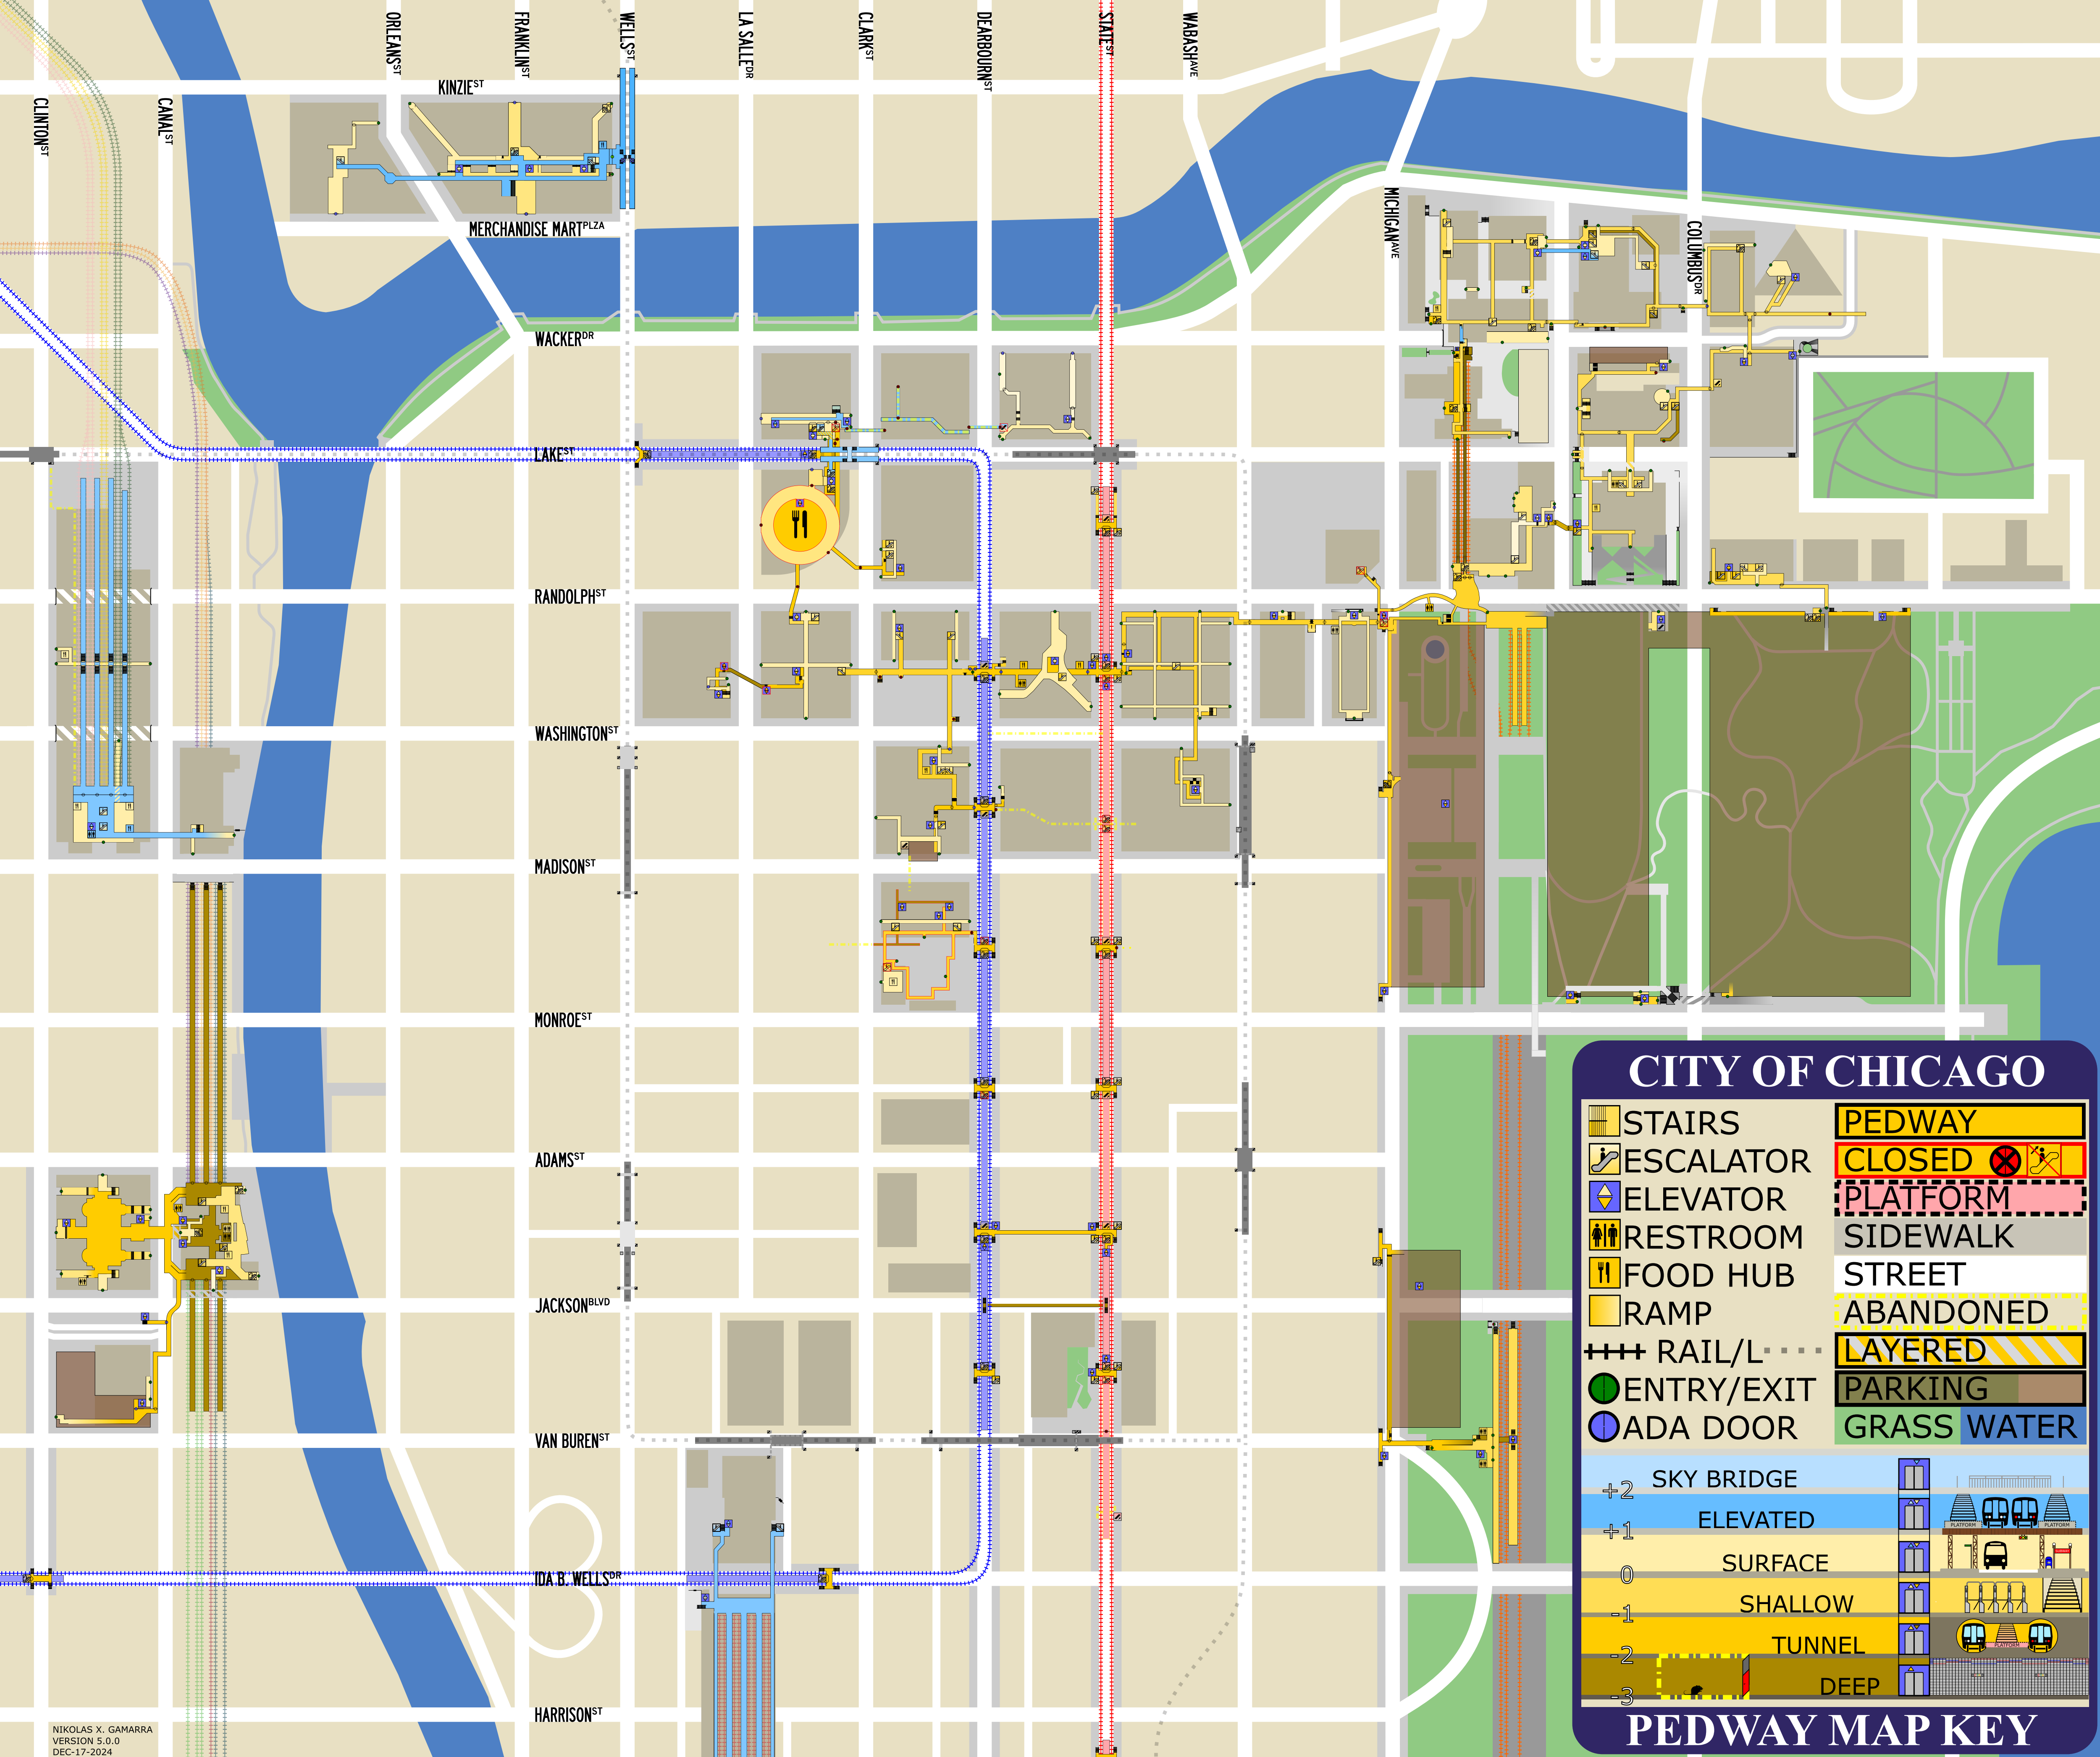 ORLEANS ST
FRANKLIN ST
WELLS ST
LA SALLE DR
CLARK ST
DEARBOURN ST
STATE ST
WABASH AVE
CLINTON ST
CANAL ST
KINZIE ST
MERCHANDISE MART PLZA
MICHIGAN AVE
COLUMBUS DR
WACKER DR
LAKE ST
RANDOLPH ST
WASHINGTON ST
MADISON ST
MONROE ST
ADAMS ST
JACKSON BLVD
VAN BUREN ST
IDA B. WELLS DR
HARRISON ST
CITY OF CHICAGO
STAIRS
ESCALATOR
ELEVATOR
RESTROOM
FOOD HUB
RAMP
RAIL/L
ENTRY/EXIT
ADA DOOR
PEDWAY
CLOSED
PLATFORM
SIDEWALK
STREET
ABANDONED
LAYERED
PARKING
GRASS WATER
SKY BRIDGE
+2
ELEVATED
PLATFORM PLATFORM
+1
SURFACE
0
SHALLOW
-1
TUNNEL
PLATFORM
-2
DEEP
-3
PEDWAY MAP KEY
NIKOLAS X. GAMARRA
VERSION 5.0.0
DEC-17-2024